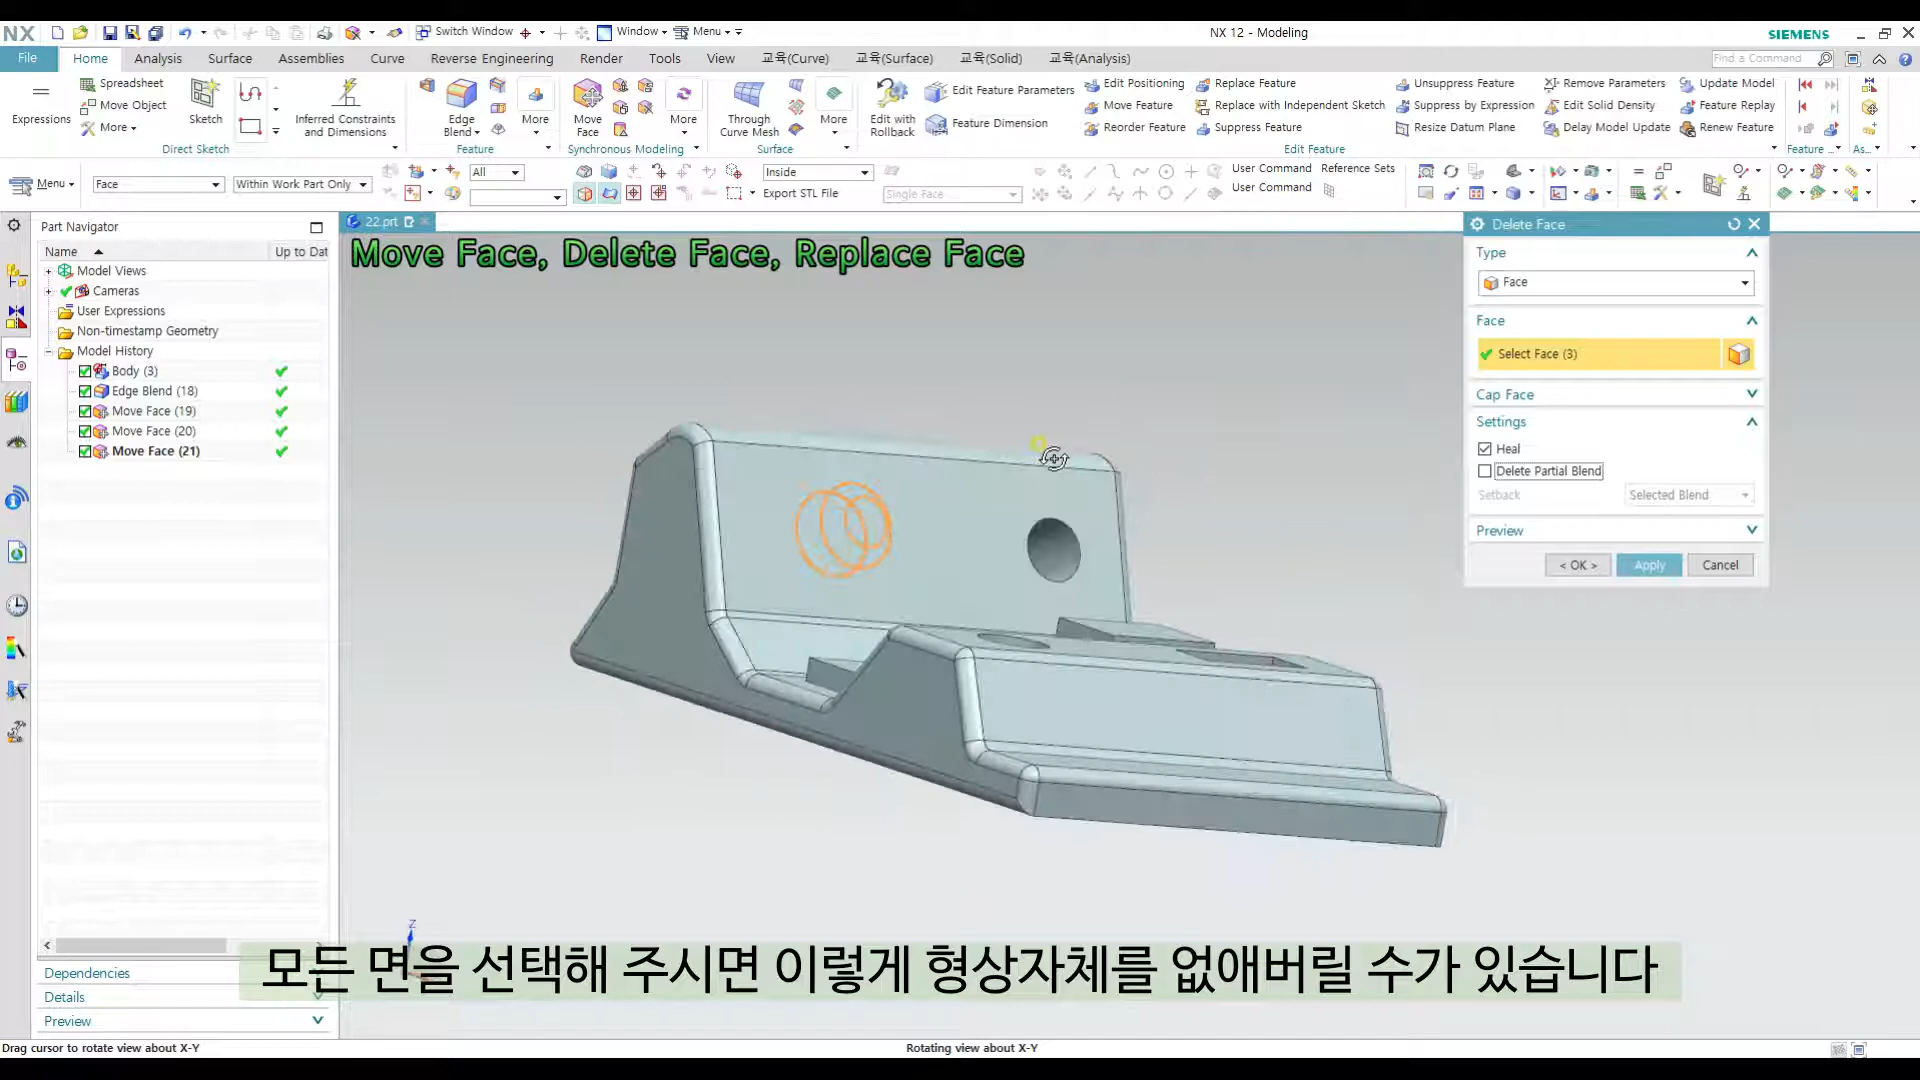 NX
Switch Window
Window
Menu
NX 12 - Modeling
SIEMENS
File
Home
Analysis
Surface
Assemblies
Curve
Reverse Engineering
Render
Tools
View
교육(Curve)
교육(Surface)
교육(Solid)
교육(Analysis)
Find a Command
Expressions
Spreadsheet
Move Object
More
Sketch
Inferred Constraints
and Dimensions
Direct Sketch
Edge
Blend
More
Feature
Move
Face
More
Synchronous Modeling
Through
Curve Mesh
More
Surface
Edit with
Rollback
Edit Feature Parameters
Feature Dimension
Edit Positioning
Move Feature
Reorder Feature
Replace Feature
Replace with Independent Sketch
Suppress Feature
Unsuppress Feature
Suppress by Expression
Resize Datum Plane
Remove Parameters
Edit Solid Density
Delay Model Update
Update Model
Feature Replay
Renew Feature
Edit Feature
Feature ...
As...
Menu
Face
Within Work Part Only
All
Inside
Export STL File
Single Face
User Command
Reference Sets
User Command
Part Navigator
Name
Up to Dat
Model Views
Cameras
User Expressions
Non-timestamp Geometry
Model History
Body (3)
Edge Blend (18)
Move Face (19)
Move Face (20)
Move Face (21)
Dependencies
Details
Preview
22.prt
Move Face, Delete Face, Replace Face
Delete Face
Type
Face
Face
Select Face (3)
Cap Face
Settings
Heal
Delete Partial Blend
Setback
Selected Blend
Preview
< OK >
Apply
Cancel
Z
모든 면을 선택해 주시면 이렇게 형상자체를 없애버릴 수가 있습니다
Drag cursor to rotate view about X-Y
Rotating view about X-Y